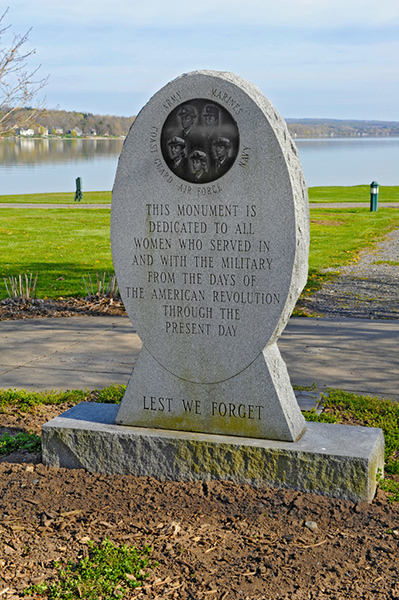 ARMY MARINES NAVY AIR FORCE COAST GUARD
THIS MONUMENT IS
DEDICATED TO ALL
WOMEN WHO SERVED IN
AND WITH THE MILITARY
FROM THE DAYS OF
THE AMERICAN REVOLUTION
THROUGH THE
PRESENT DAY
LEST WE FORGET